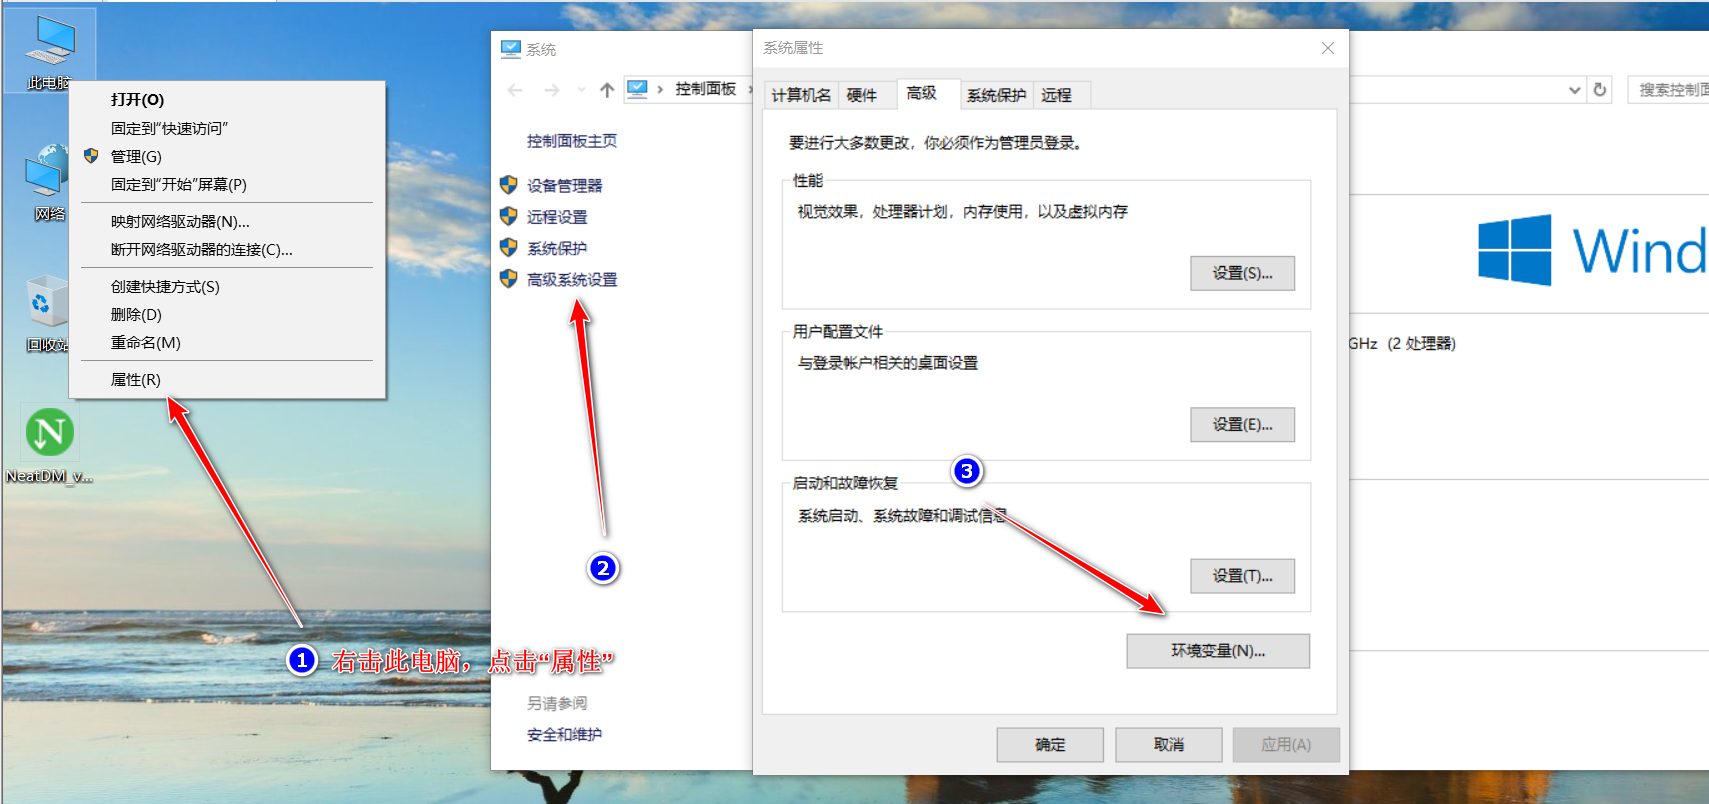 此电脑
网络
回收站
NeatDM_v...
打开(O)
固定到“快速访问”
管理(G)
固定到“开始”屏幕(P)
映射网络驱动器(N)...
断开网络驱动器的连接(C)...
创建快捷方式(S)
删除(D)
重命名(M)
属性(R)
1 右击此电脑，点击“属性”
系统
控制面板
控制面板主页
设备管理器
远程设置
系统保护
高级系统设置
2
另请参阅
安全和维护
系统属性
计算机名 硬件 高级 系统保护 远程
要进行大多数更改，你必须作为管理员登录。
性能
视觉效果，处理器计划，内存使用，以及虚拟内存
设置(S)...
用户配置文件
与登录帐户相关的桌面设置
设置(E)...
3
启动和故障恢复
系统启动、系统故障和调试信息
设置(T)...
环境变量(N)...
确定 取消 应用(A)
搜索控制面
Wind
GHz (2 处理器)